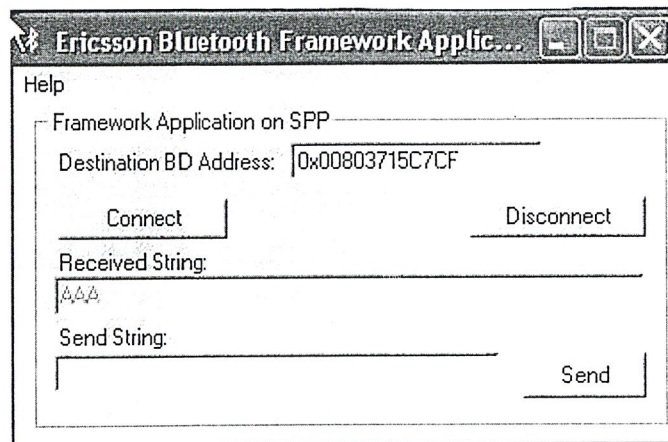 Ericsson Bluetooth Framework Applic...
Help
Framework Application on SPP
Destination BD Address: 0x00803715C7CF
Connect Disconnect
Received String:
AAA
Send String:
Send